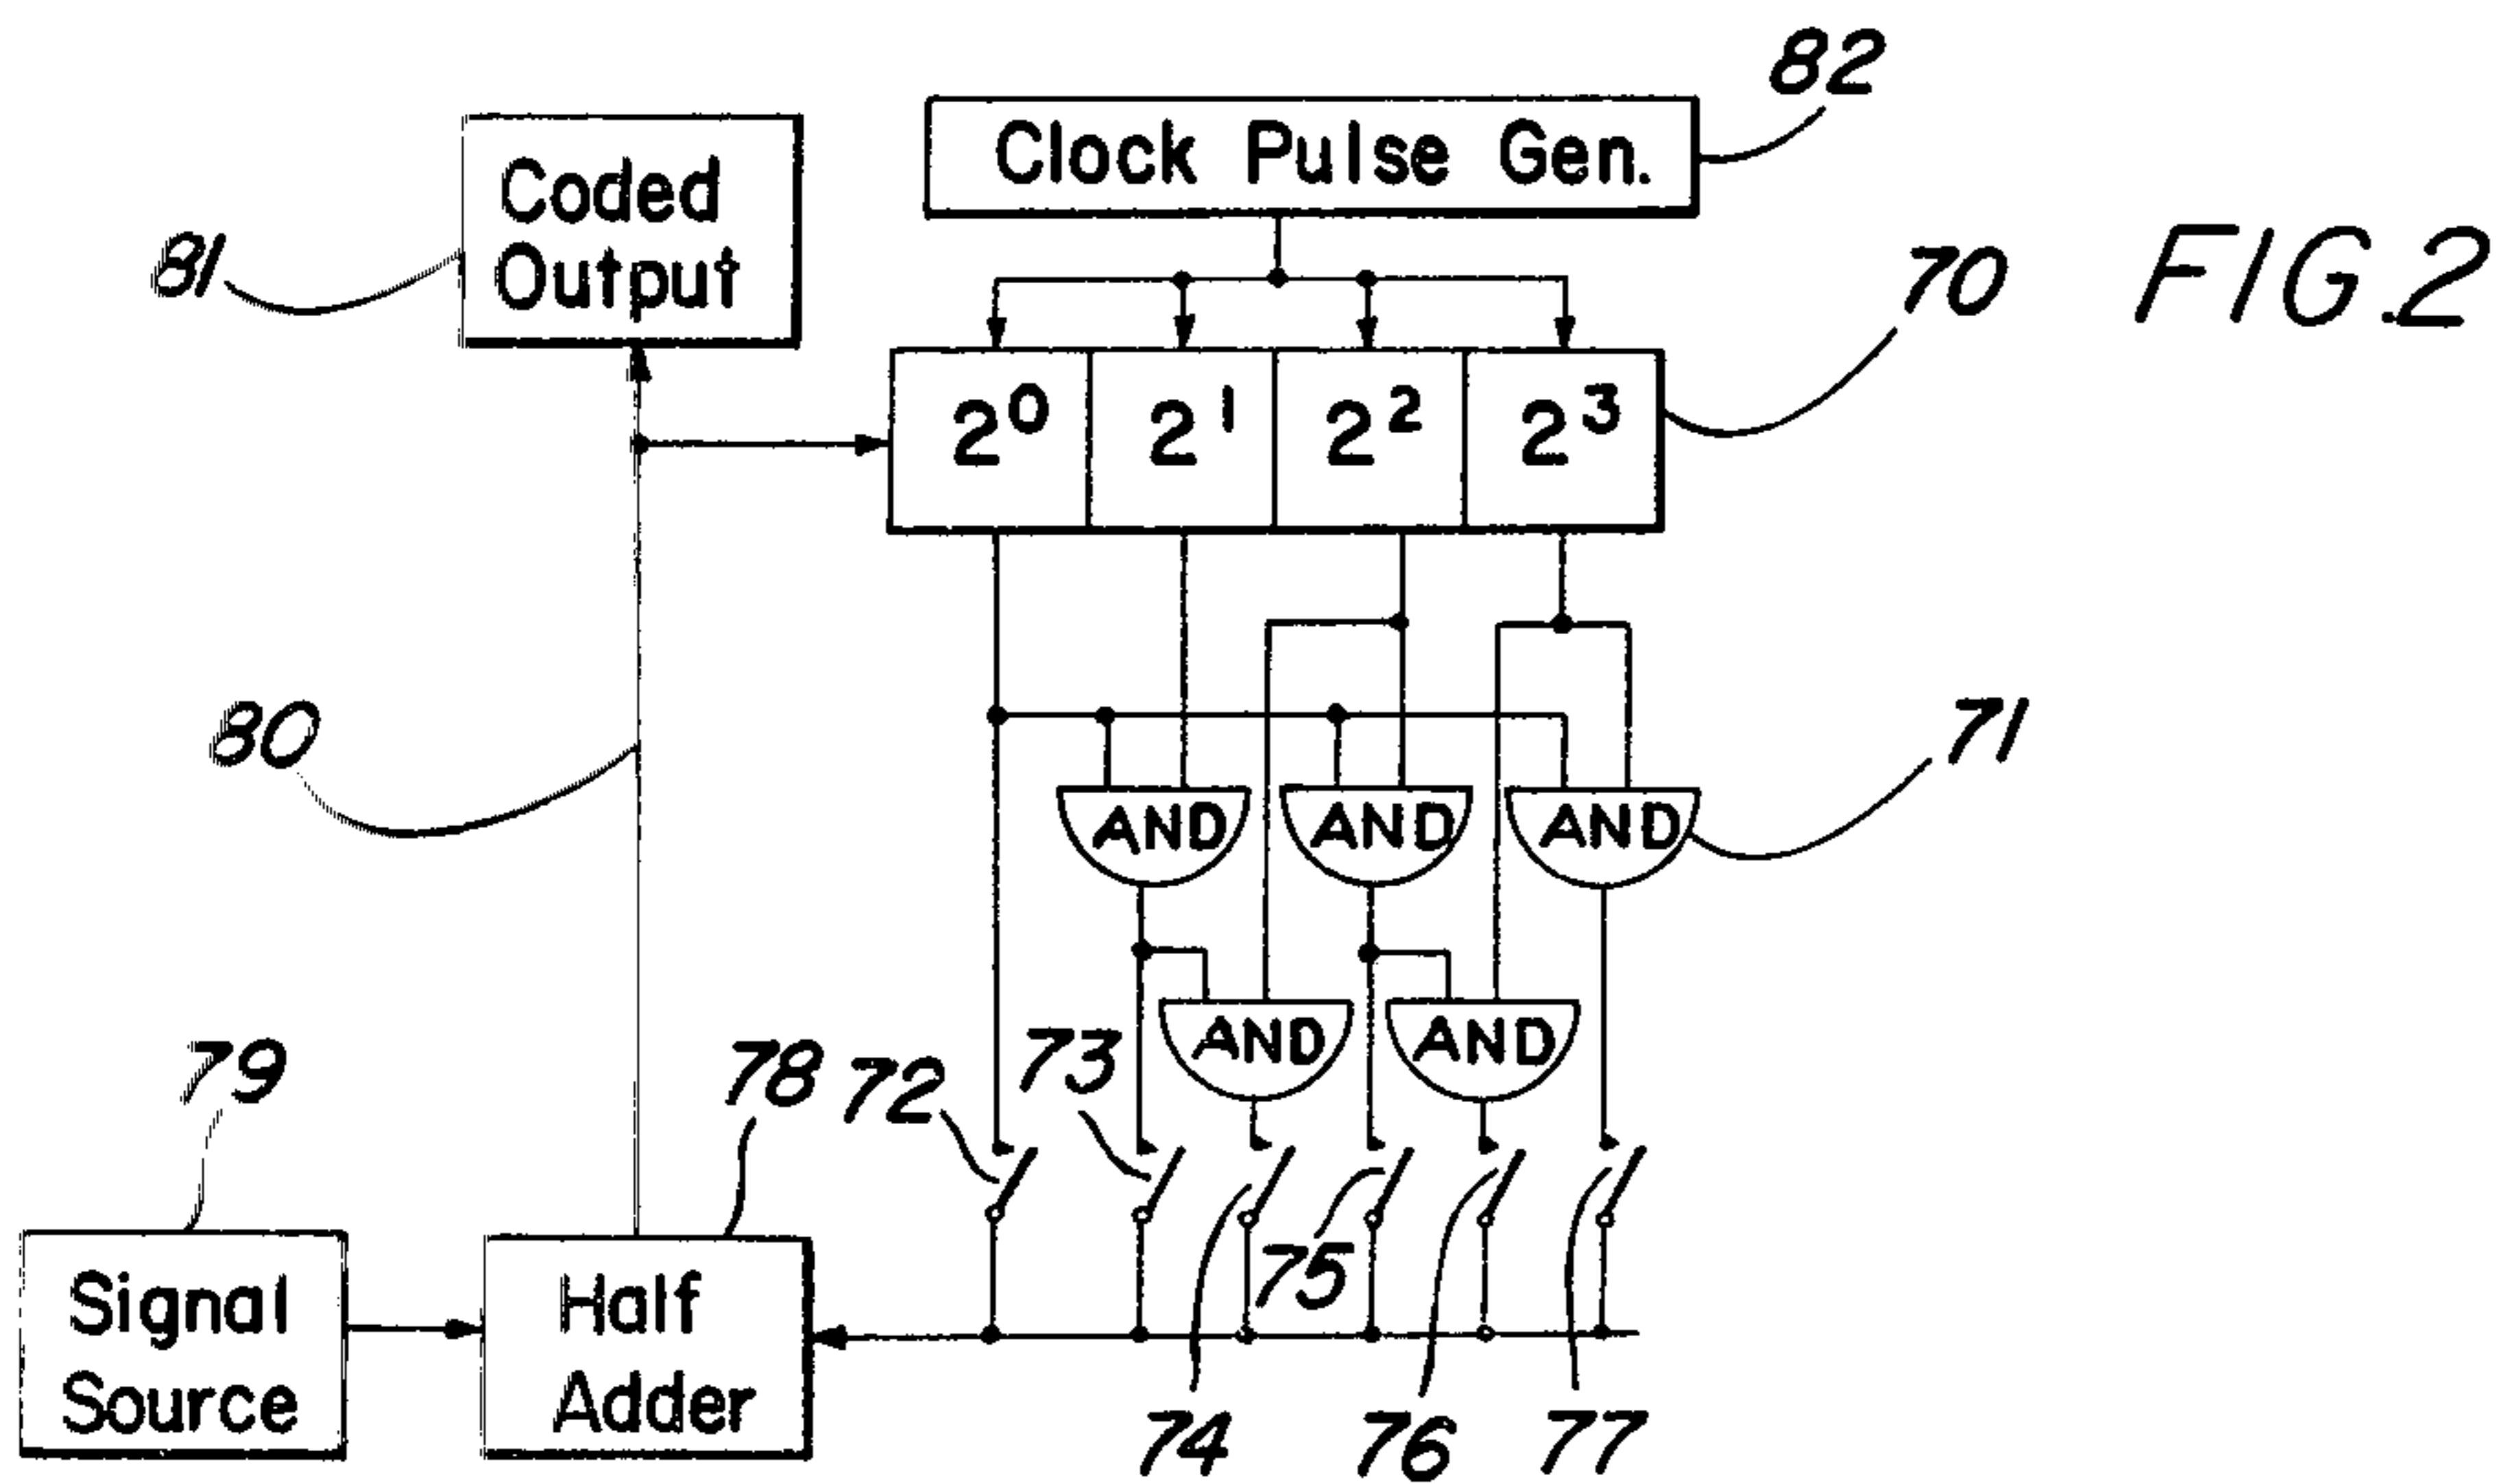 82
Clock Pulse Gen.
Coded
Output
81
70
FIG.2
2⁰ 2¹ 2² 2³
80
71
AND AND AND
AND AND
79
78
72
73
75
Signal
Source
Half
Adder
74
76
77